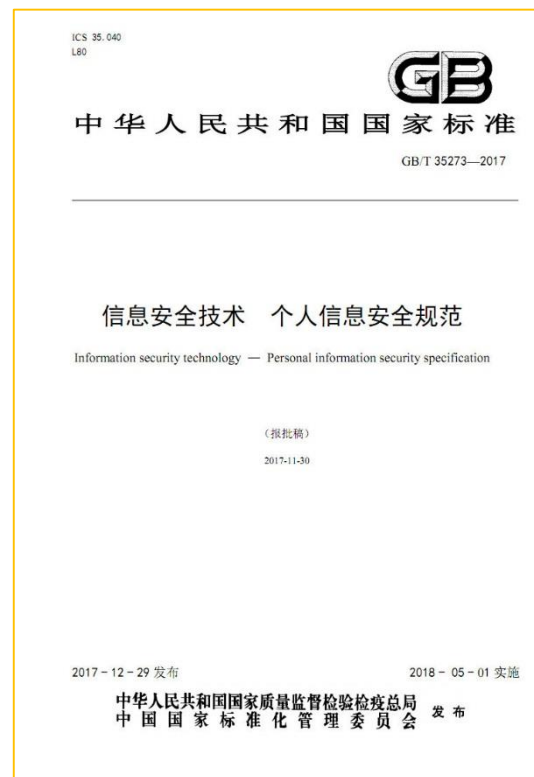 ICS 35.040
L80
GB
中华人民共和国国家标准
GB/T 35273—2017
信息安全技术 个人信息安全规范
Information security technology — Personal information security specification
(报批稿)
2017-11-30
2017-12-29 发布
2018-05-01 实施
中华人民共和国国家质量监督检验检疫总局
中国国家标准化管理委员会
发布